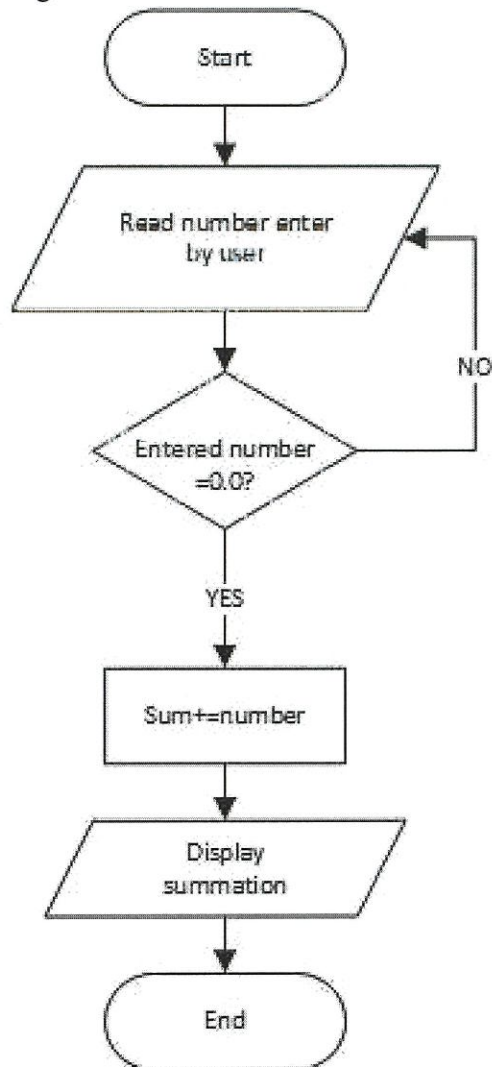 Start
Read number enter
by user
NO
Entered number
=0.0?
YES
Sum+=number
Display
summation
End